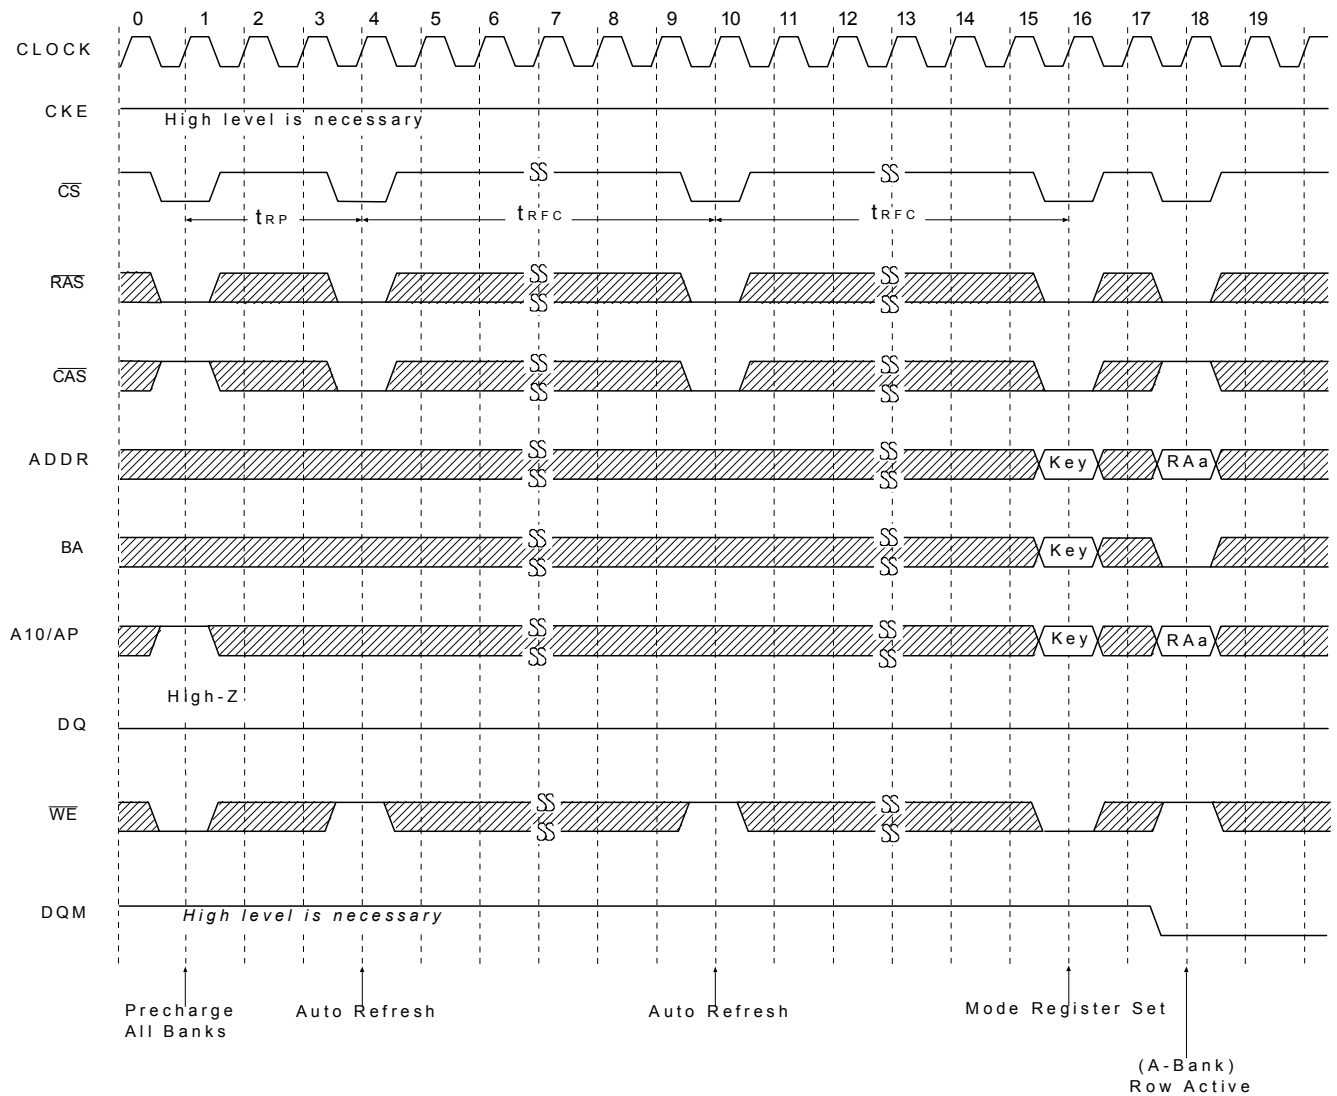 0 1 2 3 4 5 6 7 8 9 10 11 12 13 14 15 16 17 18 19
CLOCK
CKE
High level is necessary
CS
tRP
tRFC
tRFC
RAS
CAS
ADDR
Key
RAa
BA
Key
A10/AP
Key
RAa
High-Z
DQ
WE
DQM
High level is necessary
Precharge
All Banks
Auto Refresh
Auto Refresh
Mode Register Set
(A-Bank)
Row Active